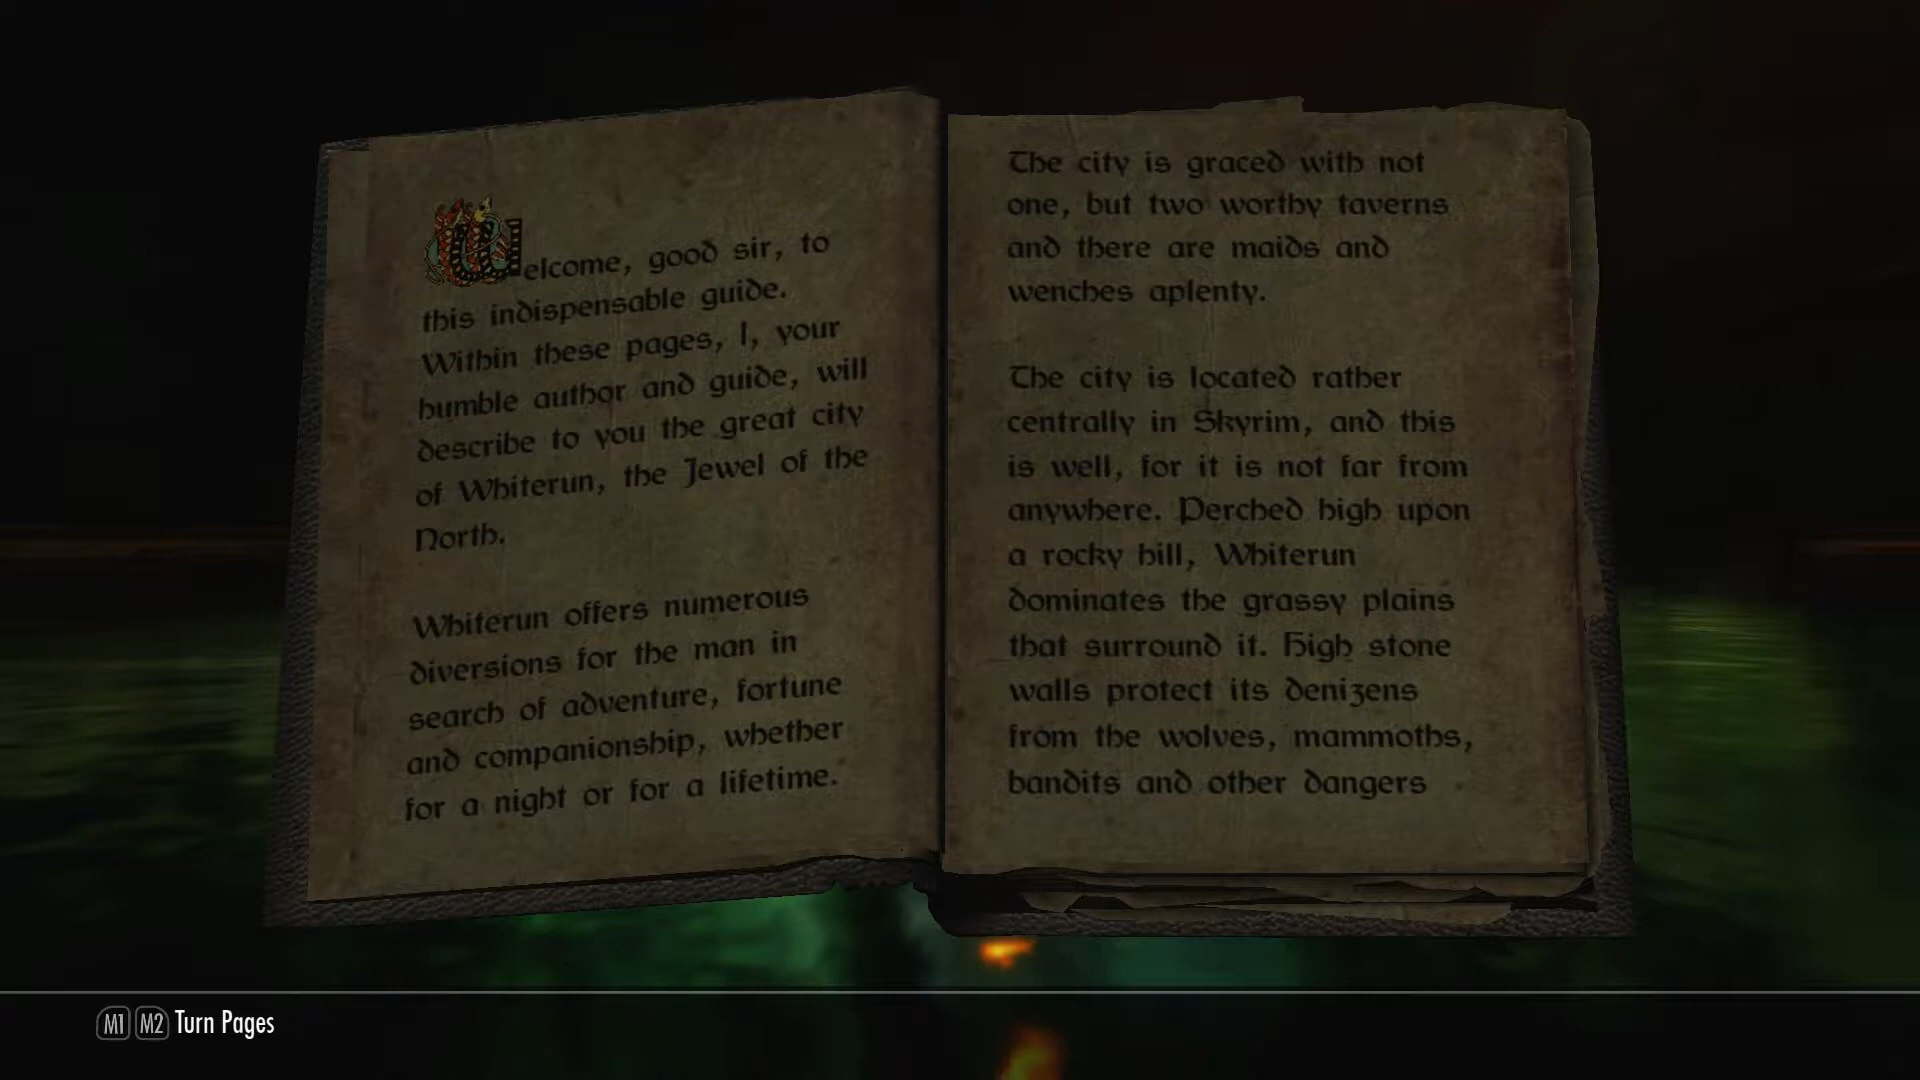 Welcome, good sir, to
this indispensable guide.
Within these pages, I, your
humble author and guide, will
describe to you the great city
of Whiterun, the Jewel of the
North.
Whiterun offers numerous
diversions for the man in
search of adventure, fortune
and companionship, whether
for a night or for a lifetime.
The city is graced with not
one, but two worthy taverns
and there are maids and
wenches aplenty.
The city is located rather
centrally in Skyrim, and this
is well, for it is not far from
anywhere. Perched high upon
a rocky hill, Whiterun
dominates the grassy plains
that surround it. High stone
walls protect its denizens
from the wolves, mammoths,
bandits and other dangers
M1 M2 Turn Pages